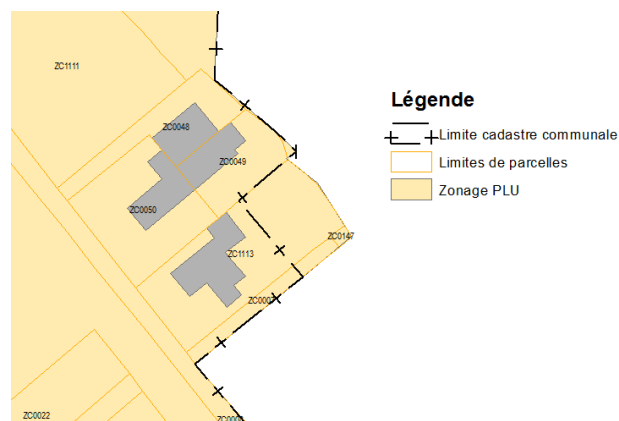 ZC1111
ZC0048
ZC0049
ZC0050
ZC0147
ZC1113
ZC0022
Légende
Limite cadastre communale
Limites de parcelles
Zonage PLU